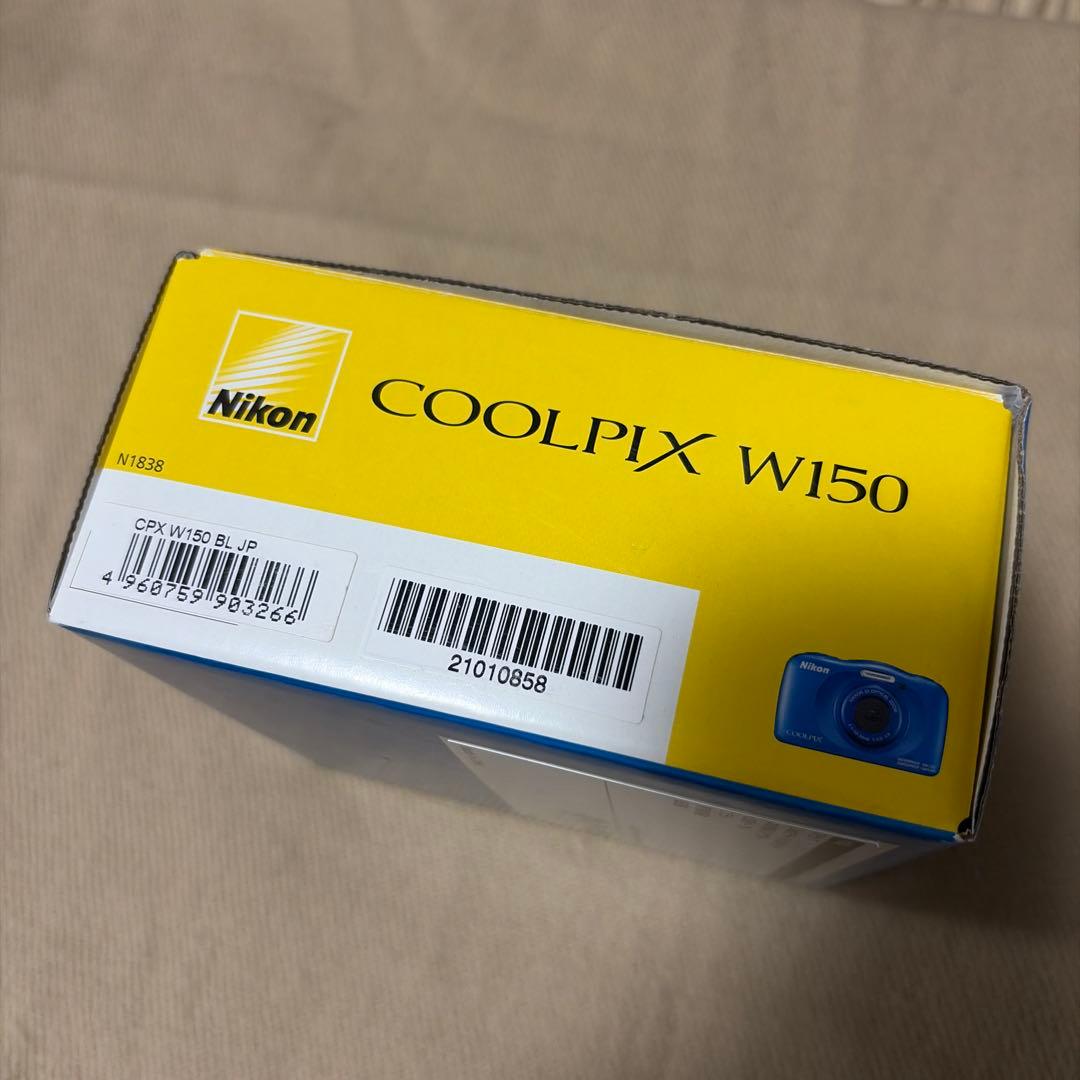 Nikon
COOLPIX W150
N1838
CPX W150 BL JP
4 960759 903266
21010858
Nikon
COOLPIX